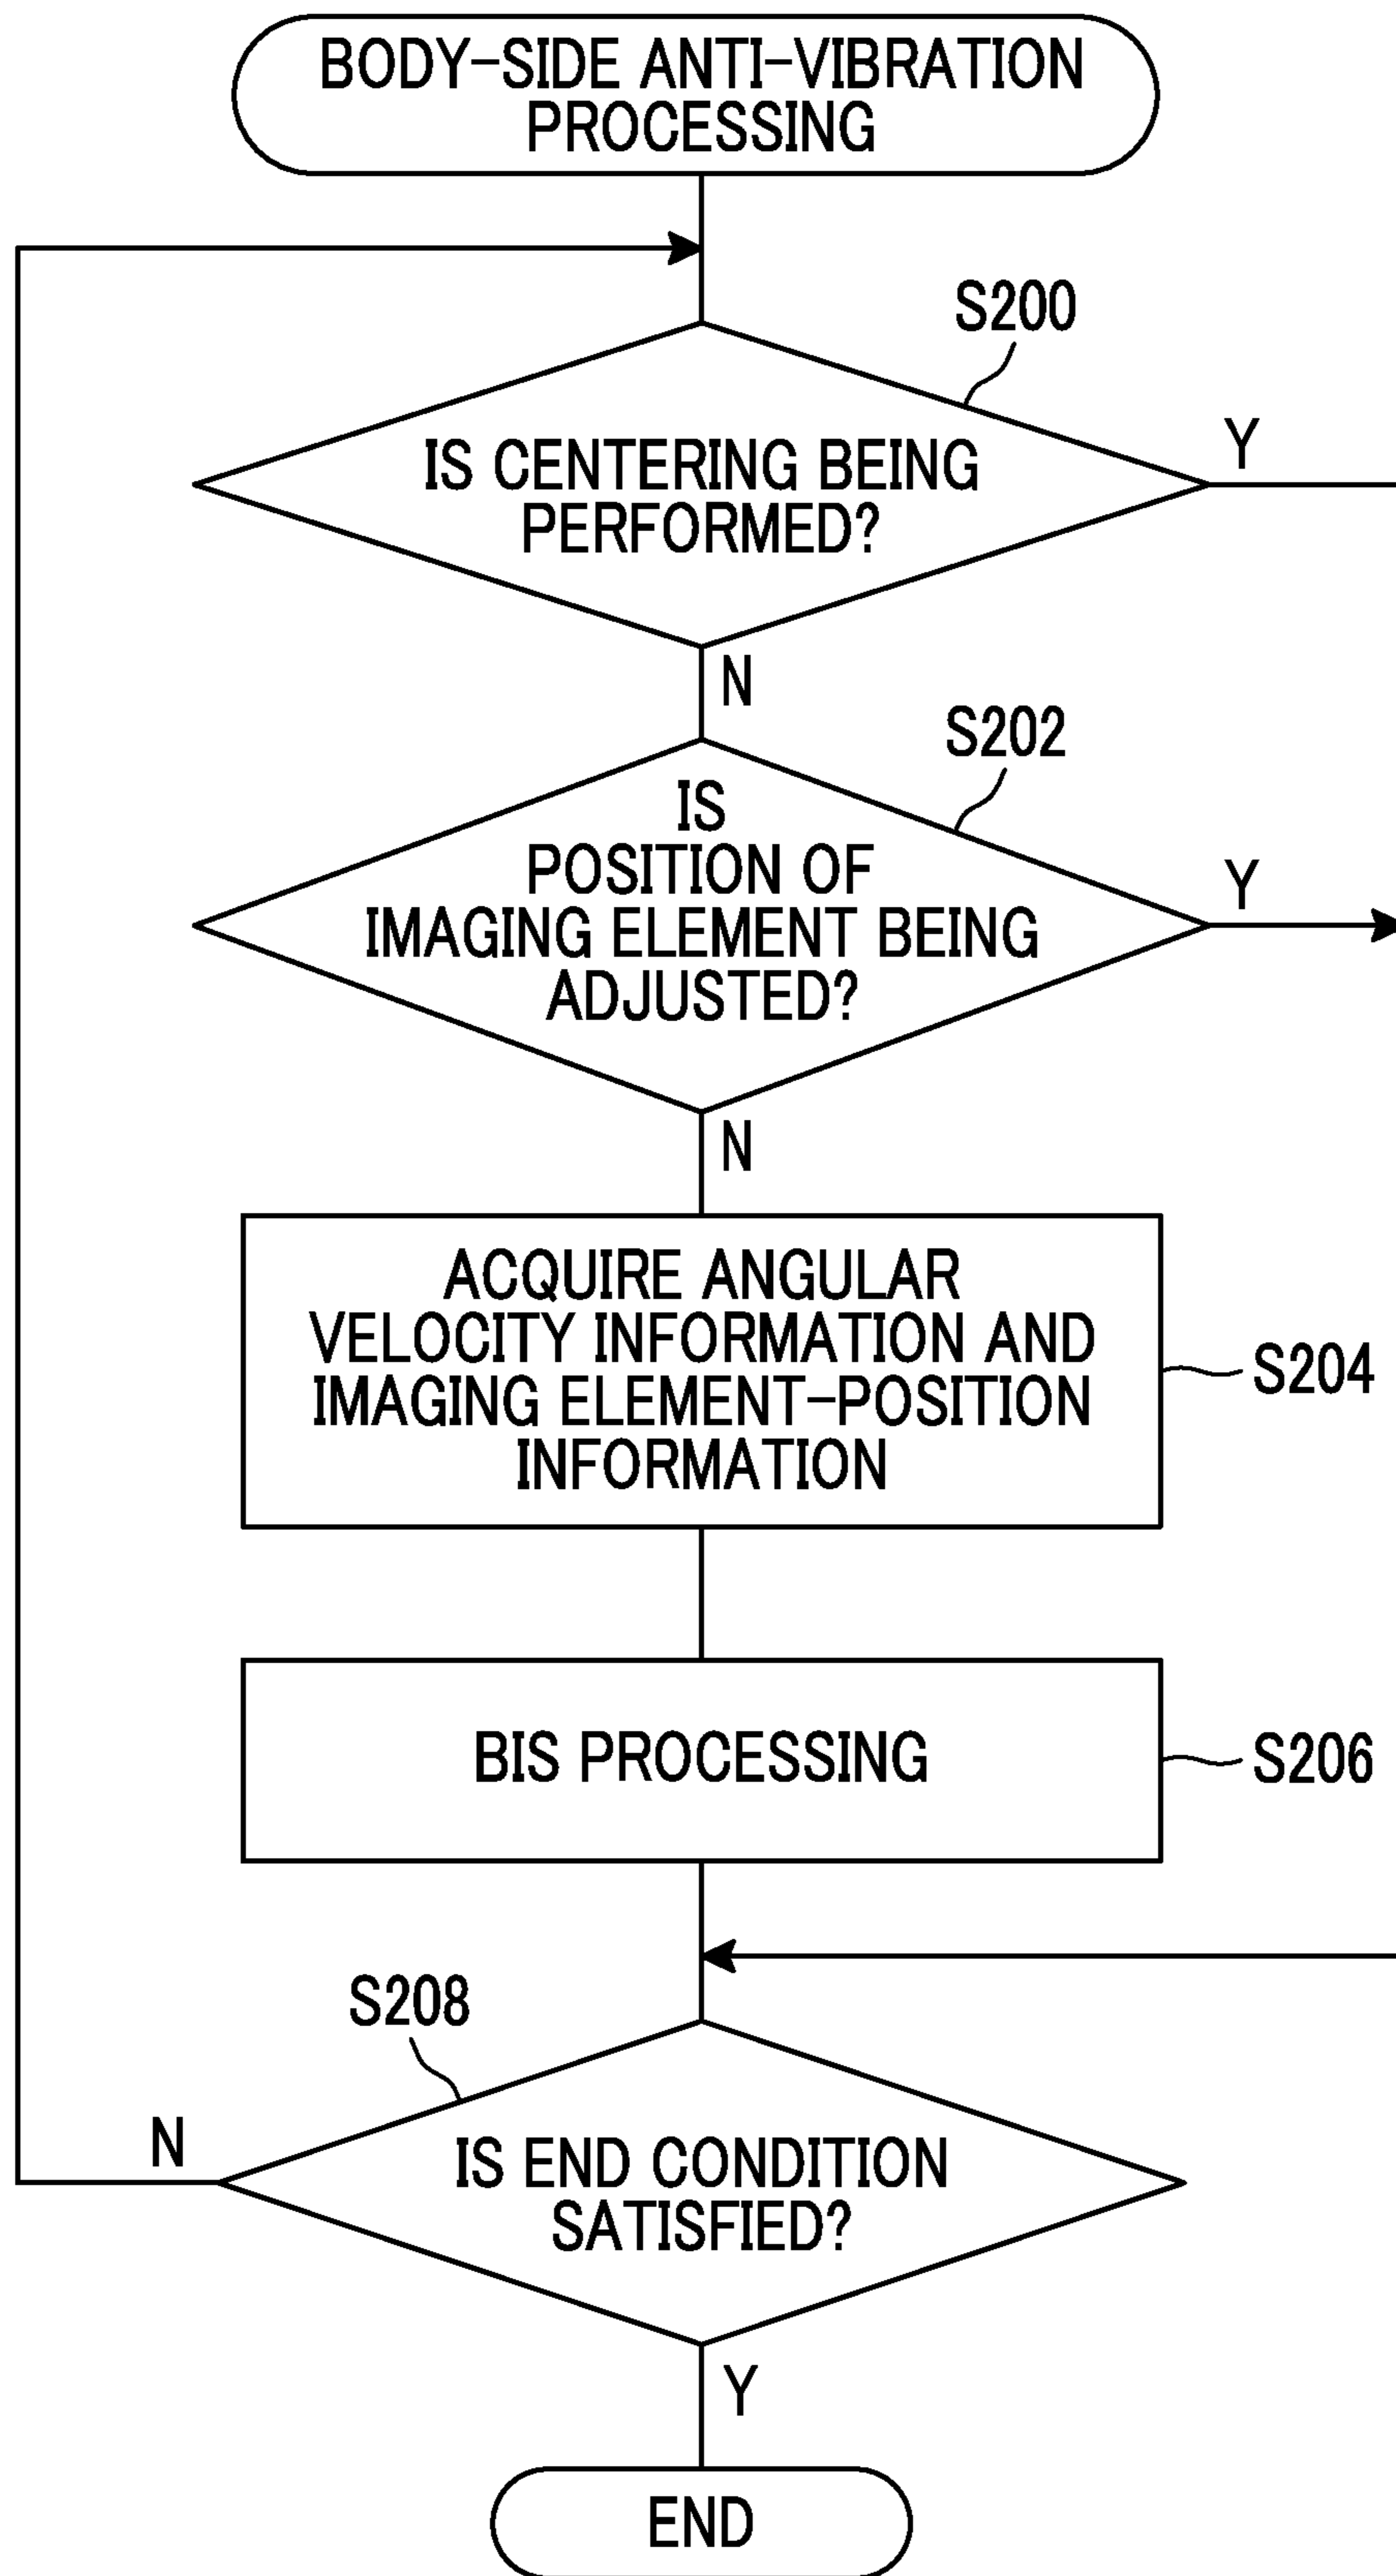 BODY-SIDE ANTI-VIBRATION
PROCESSING
S200
IS CENTERING BEING
PERFORMED?
Y
N
S202
IS
POSITION OF
IMAGING ELEMENT BEING
ADJUSTED?
Y
N
ACQUIRE ANGULAR
VELOCITY INFORMATION AND
IMAGING ELEMENT-POSITION
INFORMATION
S204
BIS PROCESSING
S206
S208
N
IS END CONDITION
SATISFIED?
Y
END